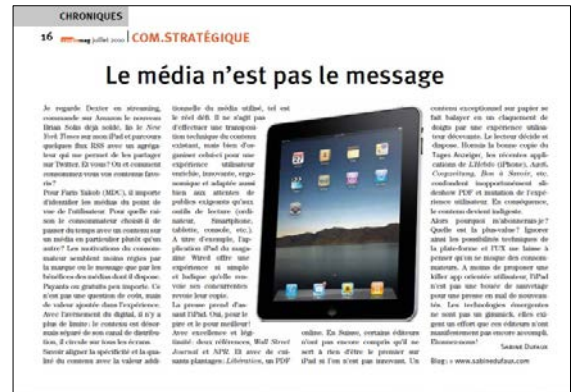 CHRONIQUES
16 mag juillet 2010 | COM.STRATÉGIQUE
Le média n'est pas le message
Je regarde Dexter en streaming,
commande sur Amazon le nouveau
Brian Solis déjà soldé, lis le New
York Times sur mon iPad et parcours
quelques flux RSS avec un agréga-
teur qui me permet de les partager
sur Twitter. Et vous? Où et comment
consommez-vous vos contenus favo-
ris?
Pour Faris Yakob (MDC), il importe
d'identifier les médias du point de
vue de l'utilisateur. Pour quelle rai-
son le consommateur choisit-il de
passer du temps avec un contenu sur
un média en particulier plutôt qu'un
autre? Les motivations du consom-
mateur semblent moins régies par
la marque ou le message que par les
bénéfices des médias dont il dispose.
Payants ou gratuits peu importe. Ce
n'est pas une question de coûts, mais
de valeur ajoutée dans l'expérience.
Avec l'avènement du digital, il n'y a
plus de limite: le contenu est désor-
mais séparé de son canal de distribu-
tion, il circule sur tous les écrans.
Savoir aligner la spécificité et la qua-
lité du contenu avec la valeur addi-
tionnelle du média utilisé, tel est
le réel défi. Il ne s'agit pas
d'effectuer une transposi-
tion technique du contenu
existant, mais bien d'or-
ganiser celui-ci pour une
expérience utilisateur
enrichie, innovante, ergo-
nomique et adaptée aussi
bien aux attentes de
publics exigeants qu'aux
outils de lecture (ordi-
nateur, Smartphone,
tablette, console, etc.).
A titre d'exemple, l'ap-
plication iPad du maga-
zine Wired offre une
expérience si simple
et ludique qu'elle ren-
voie ses concurrentes
revoir leur copie.
La presse prend d'as-
saut l'iPad. Oui, pour le
pire et le pour meilleur!
Avec excellence et légi-
timité: deux références, Wall Street
Journal et NPR. Et avec de cui-
sants plantages: Libération, un PDF
online. En Suisse, certains éditeurs
n'ont pas encore compris qu'il ne
sert à rien d'être le premier sur
iPad si l'on n'est pas innovant. Un
contenu exceptionnel sur papier se
fait balayer en un claquement de
doigts par une expérience utilisa-
teur décevante. Le lecteur décide et
dispose. Hormis la bonne copie du
Tages Anzeiger, les récentes appli-
cations de L'Hebdo (iPhone), Agefi,
Coopzeitung, Bon à Savoir, etc.
confondent inopportunément sli-
deshow PDF et mutation de l'expé-
rience utilisateur. En conséquence,
le contenu devient indigeste.
Alors pourquoi m'abonnerais-je?
Quelle est la plus-value? Ignorer
ainsi les possibilités techniques de
la plate-forme et l'UX me laisse à
penser qu'on se moque des consom-
mateurs. A moins de proposer une
killer app orientée utilisateur, l'iPad
n'est pas une bouée de sauvetage
pour une presse en mal de nouveau-
tés. Les technologies émergentes
ne sont pas un gimmick, elles exi-
gent un effort que ces éditeurs n'ont
manifestement pas encore accompli.
Etonnez-nous!
SABINE DUFAUX
Blog: » www.sabinedufaux.com